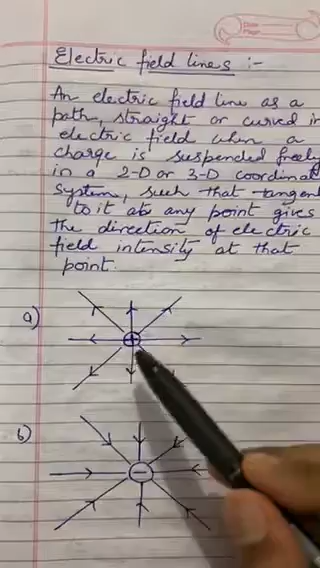 Electric field lines :-
An electric field line as a
path, straight or curved in
electric field when a
charge is suspended freely
in a 2-D or 3-D coordinat
system, such that tangent
to it at any point gives
the direction of electric
field intensity at that
point.
a)
+
b)
-